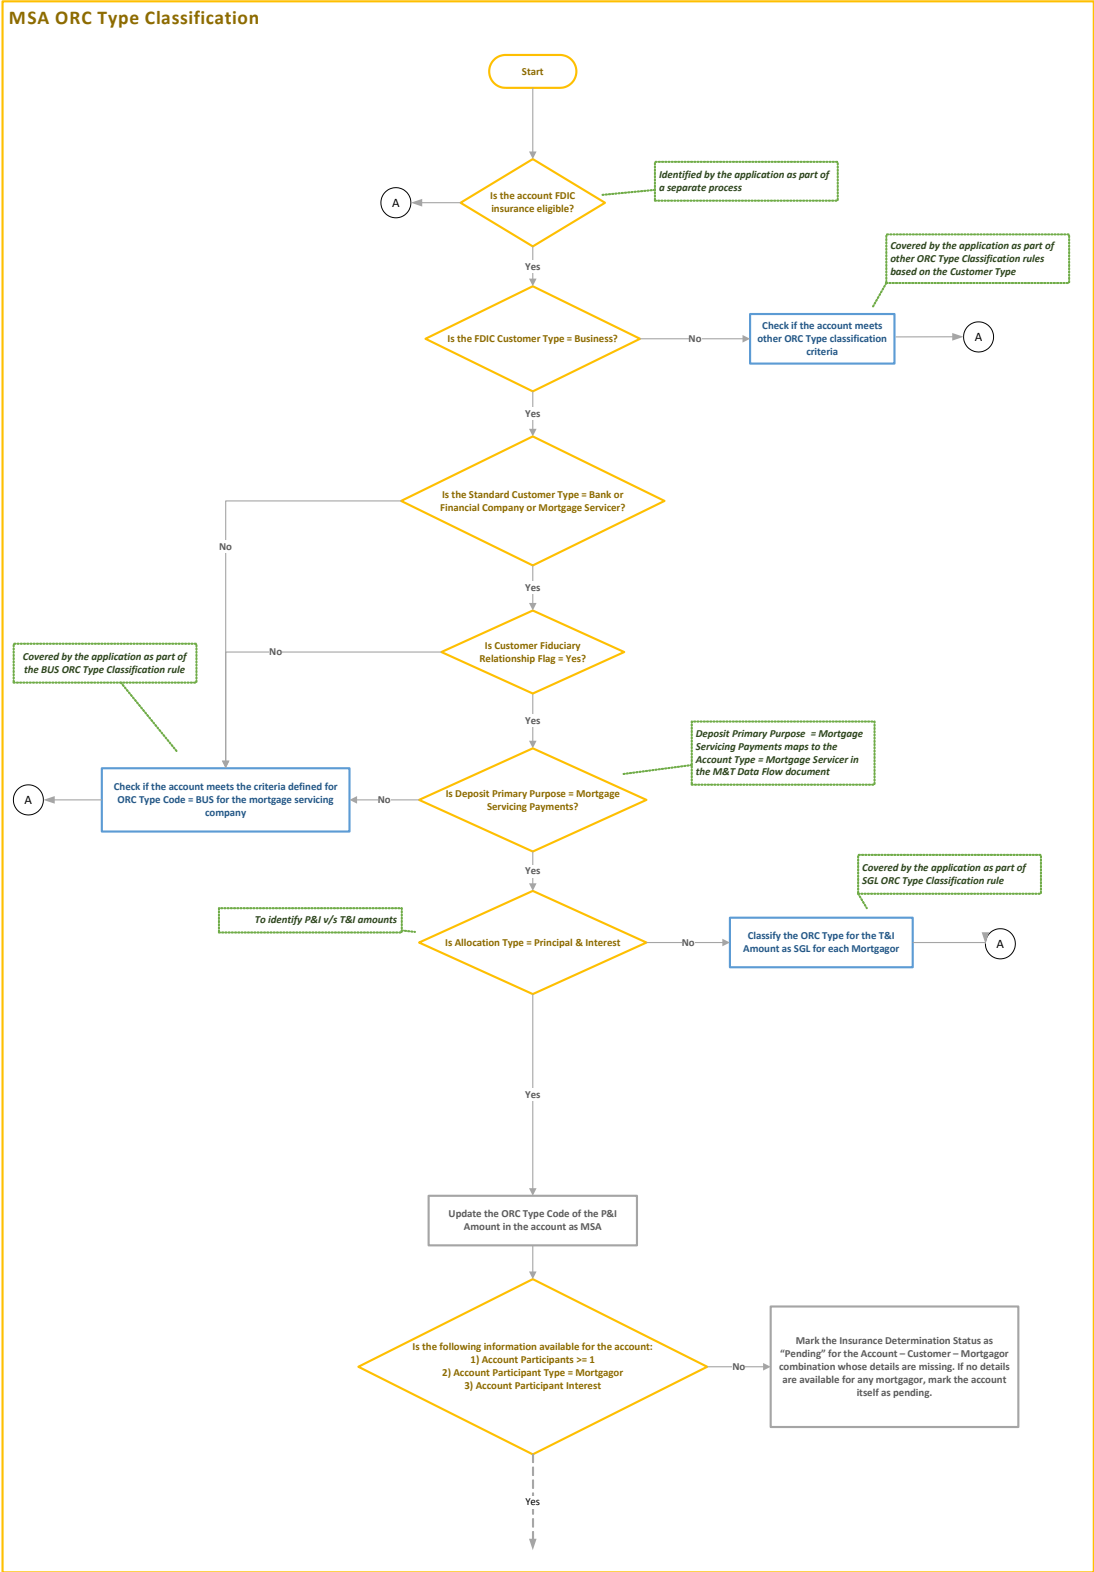 MSA ORC Type Classification
Start
Is the account FDIC
insurance eligible?
Identified by the application as part of
a separate process
A
Yes
Covered by the application as part of
other ORC Type Classification rules
based on the Customer Type
Is the FDIC Customer Type = Business?
No
Check if the account meets
other ORC Type classification
criteria
A
Yes
Is the Standard Customer Type = Bank or
Financial Company or Mortgage Servicer?
No
Yes
Is Customer Fiduciary
Relationship Flag = Yes?
No
Covered by the application as part of
the BUS ORC Type Classification rule
Yes
Deposit Primary Purpose = Mortgage
Servicing Payments maps to the
Account Type = Mortgage Servicer in
the M&T Data Flow document
Is Deposit Primary Purpose = Mortgage
Servicing Payments?
No
Check if the account meets the criteria defined for
ORC Type Code = BUS for the mortgage servicing
company
A
Yes
Covered by the application as part of
SGL ORC Type Classification rule
To identify P&I v/s T&I amounts
Is Allocation Type = Principal & Interest
No
Classify the ORC Type for the T&I
Amount as SGL for each Mortgagor
A
Yes
Update the ORC Type Code of the P&I
Amount in the account as MSA
Is the following information available for the account:
1) Account Participants >= 1
2) Account Participant Type = Mortgagor
3) Account Participant Interest
No
Mark the Insurance Determination Status as
“Pending” for the Account – Customer – Mortgagor
combination whose details are missing. If no details
are available for any mortgagor, mark the account
itself as pending.
Yes